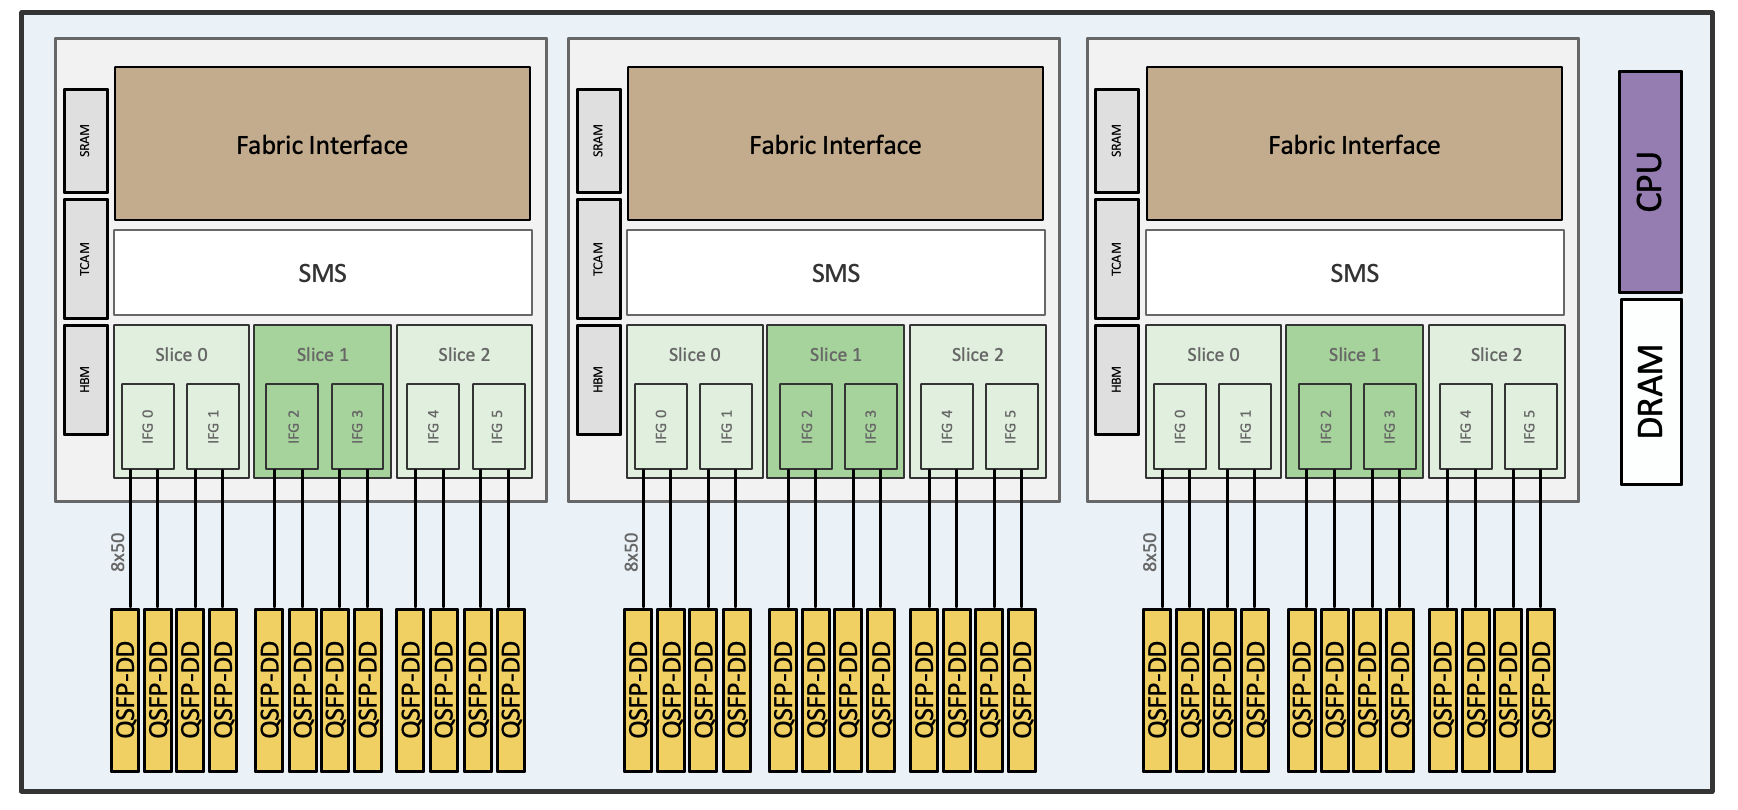 Fabric Interface
SRAM
TCAM
HBM
SMS
Slice 0
Slice 1
Slice 2
IFG 0
IFG 1
IFG 2
IFG 3
IFG 4
IFG 5
8x50
QSFP-DD
QSFP-DD
QSFP-DD
QSFP-DD
QSFP-DD
QSFP-DD
QSFP-DD
QSFP-DD
QSFP-DD
QSFP-DD
QSFP-DD
QSFP-DD
Fabric Interface
SRAM
TCAM
HBM
SMS
Slice 0
Slice 1
Slice 2
IFG 0
IFG 1
IFG 2
IFG 3
IFG 4
IFG 5
8x50
QSFP-DD
QSFP-DD
QSFP-DD
QSFP-DD
QSFP-DD
QSFP-DD
QSFP-DD
QSFP-DD
QSFP-DD
QSFP-DD
QSFP-DD
QSFP-DD
Fabric Interface
SRAM
TCAM
HBM
SMS
Slice 0
Slice 1
Slice 2
IFG 0
IFG 1
IFG 2
IFG 3
IFG 4
IFG 5
8x50
QSFP-DD
QSFP-DD
QSFP-DD
QSFP-DD
QSFP-DD
QSFP-DD
QSFP-DD
QSFP-DD
QSFP-DD
QSFP-DD
QSFP-DD
QSFP-DD
CPU
DRAM